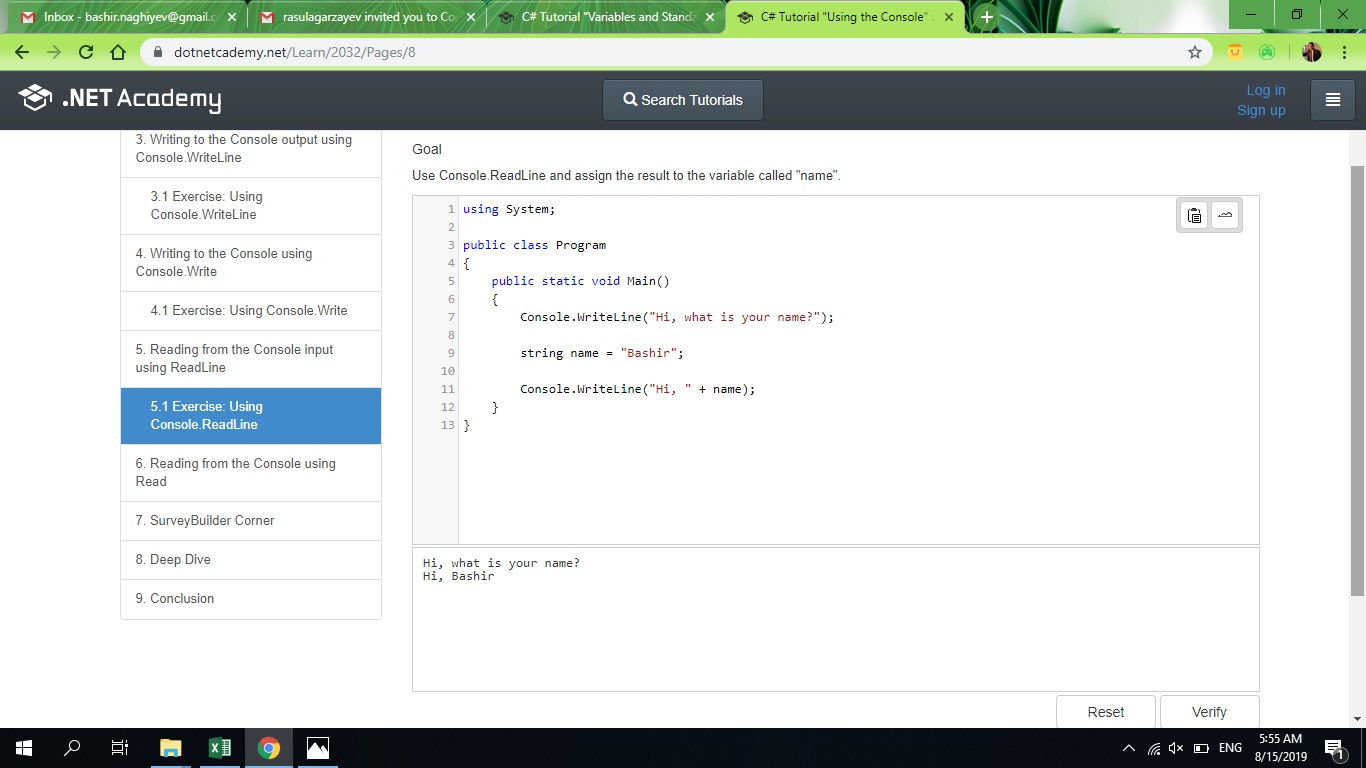 Inbox - bashir.naghiyev@gmail.c
rasulagarzayev invited you to Co
C# Tutorial "Variables and Standa
C# Tutorial "Using the Console"
dotnetcademy.net/Learn/2032/Pages/8
.NET Academy
Search Tutorials
Log in
Sign up
3. Writing to the Console output using
Console.WriteLine
3.1 Exercise: Using
Console.WriteLine
4. Writing to the Console using
Console.Write
4.1 Exercise: Using Console.Write
5. Reading from the Console input
using ReadLine
5.1 Exercise: Using
Console.ReadLine
6. Reading from the Console using
Read
7. SurveyBuilder Corner
8. Deep Dive
9. Conclusion
Goal
Use Console.ReadLine and assign the result to the variable called "name".
1 using System;
2
3 public class Program
4 {
5     public static void Main()
6     {
7         Console.WriteLine("Hi, what is your name?");
8
9         string name = "Bashir";
10
11         Console.WriteLine("Hi, " + name);
12     }
13 }
Hi, what is your name?
Hi, Bashir
Reset
Verify
ENG
5:55 AM
8/15/2019
1